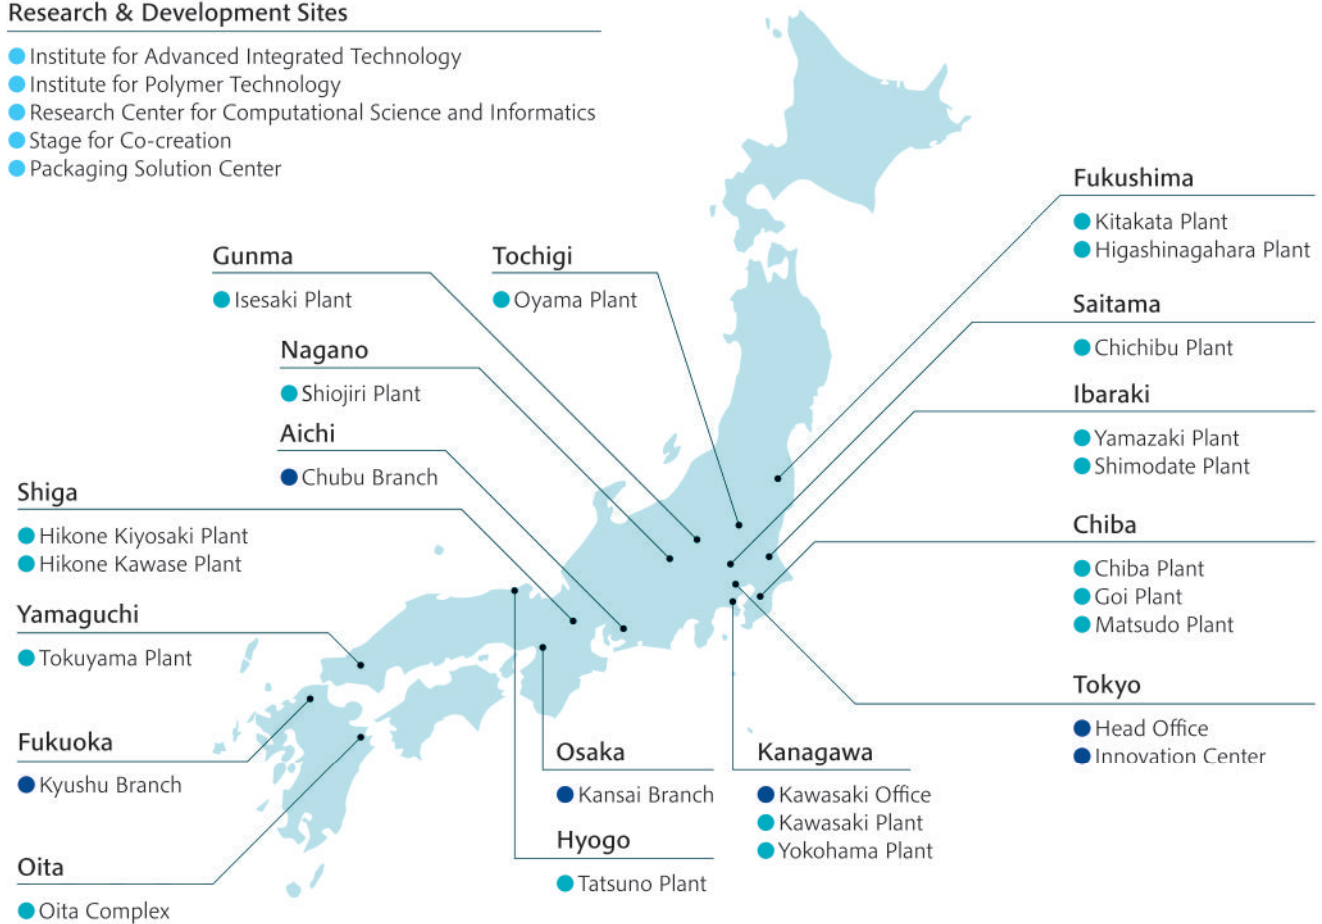 Research & Development Sites
Institute for Advanced Integrated Technology
Institute for Polymer Technology
Research Center for Computational Science and Informatics
Stage for Co-creation
Packaging Solution Center
Fukushima
Kitakata Plant
Higashinagahara Plant
Gunma
Isesaki Plant
Tochigi
Oyama Plant
Saitama
Chichibu Plant
Nagano
Shiojiri Plant
Ibaraki
Yamazaki Plant
Shimodate Plant
Aichi
Chubu Branch
Shiga
Hikone Kiyosaki Plant
Hikone Kawase Plant
Chiba
Chiba Plant
Goi Plant
Matsudo Plant
Yamaguchi
Tokuyama Plant
Tokyo
Head Office
Innovation Center
Fukuoka
Kyushu Branch
Osaka
Kansai Branch
Kanagawa
Kawasaki Office
Kawasaki Plant
Yokohama Plant
Hyogo
Tatsuno Plant
Oita
Oita Complex